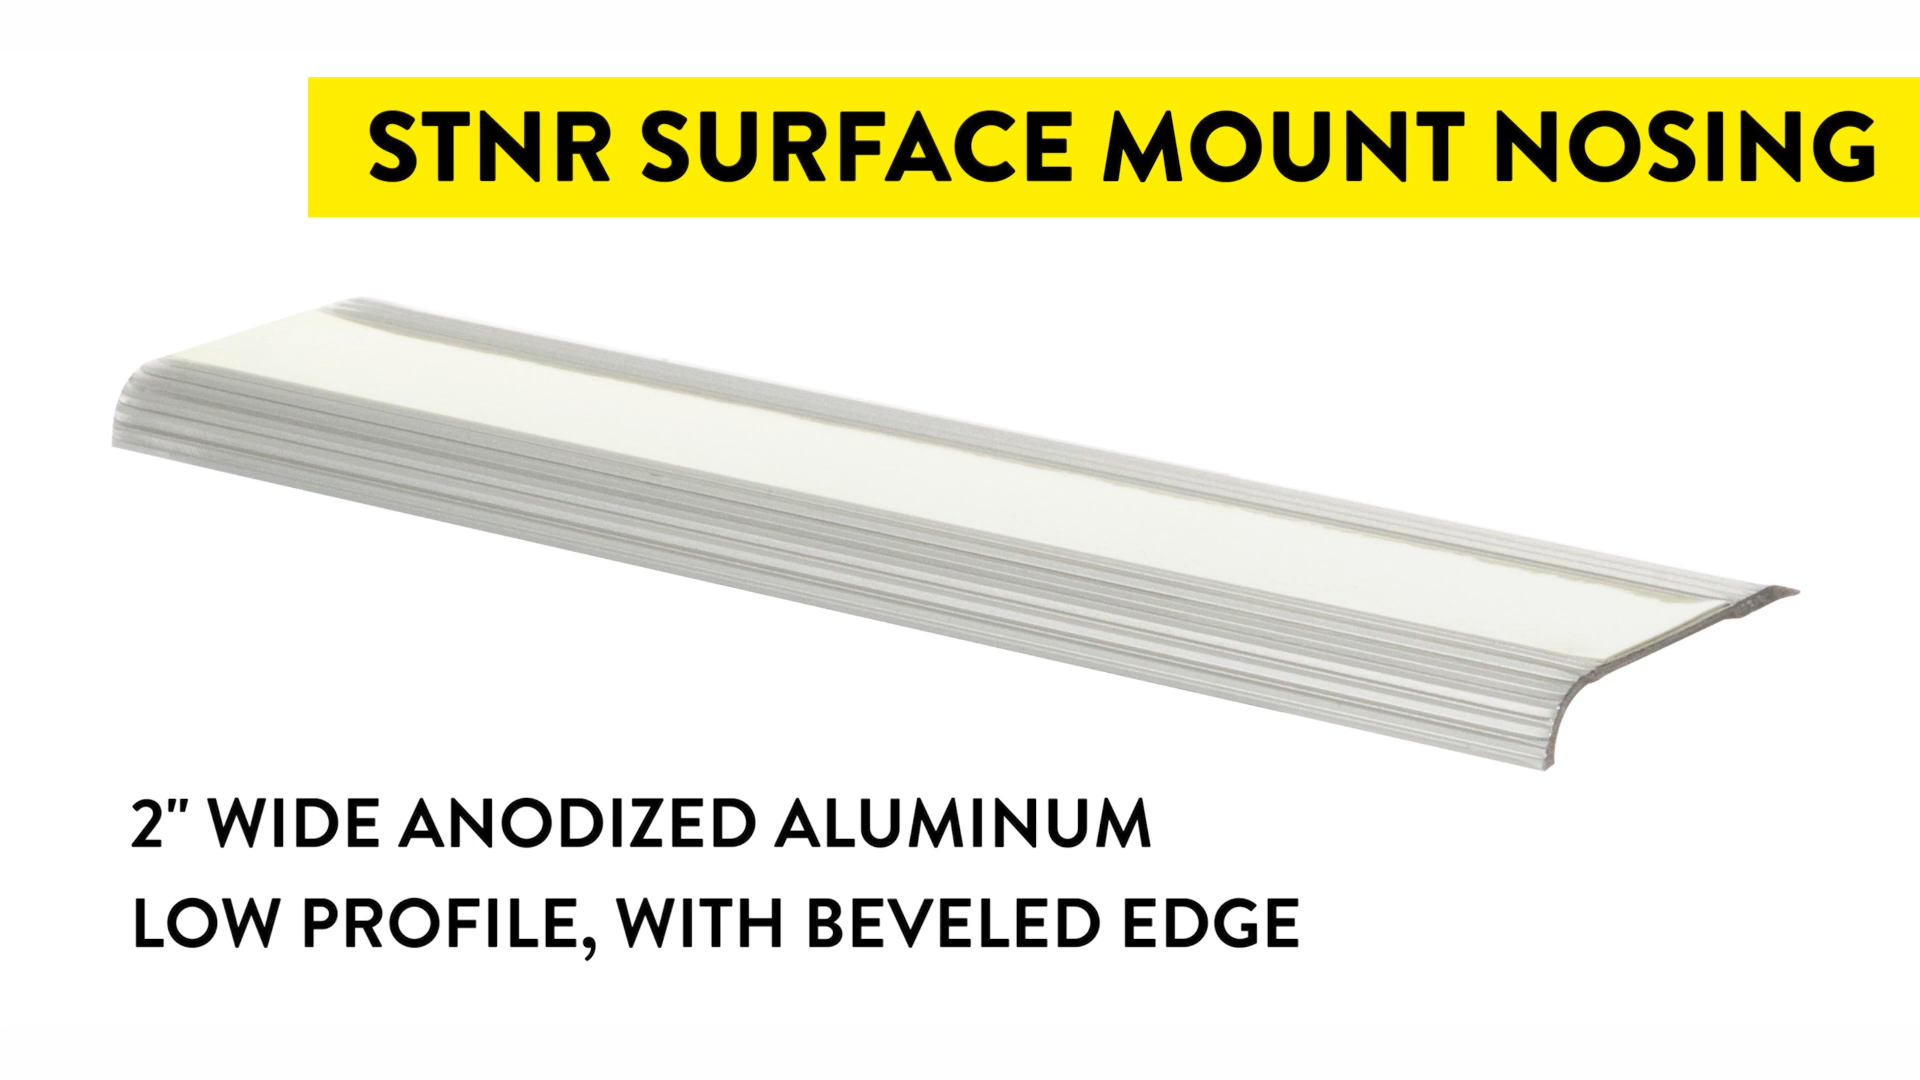 STNR SURFACE MOUNT NOSING
2" WIDE ANODIZED ALUMINUM
LOW PROFILE, WITH BEVELED EDGE